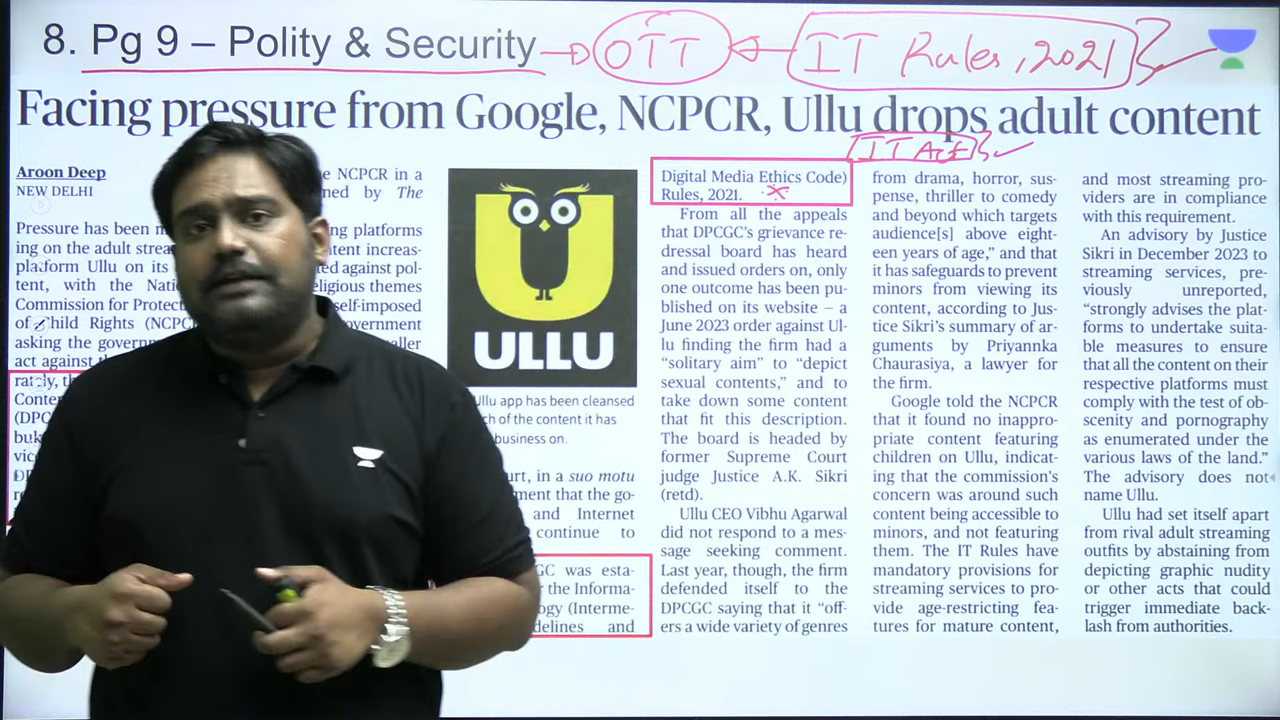 8. Pg 9 – Polity & Security
OTT
IT Rules, 2021
Facing pressure from Google, NCPCR, Ullu drops adult content
IT Act
Aroon Deep
NEW DELHI
Pressure has been
ing on the adult
platform Ullu on its
tent, with the
Commission for
of Child Rights (NCPC
asking the
act against
rately,
Conte
(DPC
buk
vic
NCPCR in a
by The
platforms
tent increas-
against pol-
themes
self-imposed
ULLU
Ullu app has been cleansed
of the content it has
business on.
in a suo motu
that the go-
and Internet
continue to
GC was esta-
the Informa-
(Interme-
and
Digital Media Ethics Code)
Rules, 2021.
From all the appeals
that DPCGC's grievance re-
dressal board has heard
and issued orders on, only
one outcome has been pu-
blished on its website – a
June 2023 order against Ul-
lu finding the firm had a
“solitary aim” to “depict
sexual contents,” and to
take down some content
that fit this description.
The board is headed by
former Supreme Court
judge Justice A.K. Sikri
(retd).
Ullu CEO Vibhu Agarwal
did not respond to a mes-
sage seeking comment.
Last year, though, the firm
defended itself to the
DPCGC saying that it “off-
ers a wide variety of genres
from drama, horror, sus-
pense, thriller to comedy
and beyond which targets
audience[s] above eight-
een years of age,” and that
it has safeguards to prevent
minors from viewing its
content, according to Jus-
tice Sikri's summary of ar-
guments by Priyannka
Chaurasiya, a lawyer for
the firm.
Google told the NCPCR
that it found no inappro-
priate content featuring
children on Ullu, indicat-
ing that the commission's
concern was around such
content being accessible to
minors, and not featuring
them. The IT Rules have
mandatory provisions for
streaming services to pro-
vide age-restricting fea-
tures for mature content,
and most streaming pro-
viders are in compliance
with this requirement.
An advisory by Justice
Sikri in December 2023 to
streaming services, pre-
viously unreported,
“strongly advises the plat-
forms to undertake suita-
ble measures to ensure
that all the content on their
respective platforms must
comply with the test of ob-
scenity and pornography
as enumerated under the
various laws of the land.”
The advisory does not
name Ullu.
Ullu had set itself apart
from rival adult streaming
outfits by abstaining from
depicting graphic nudity
or other acts that could
trigger immediate back-
lash from authorities.